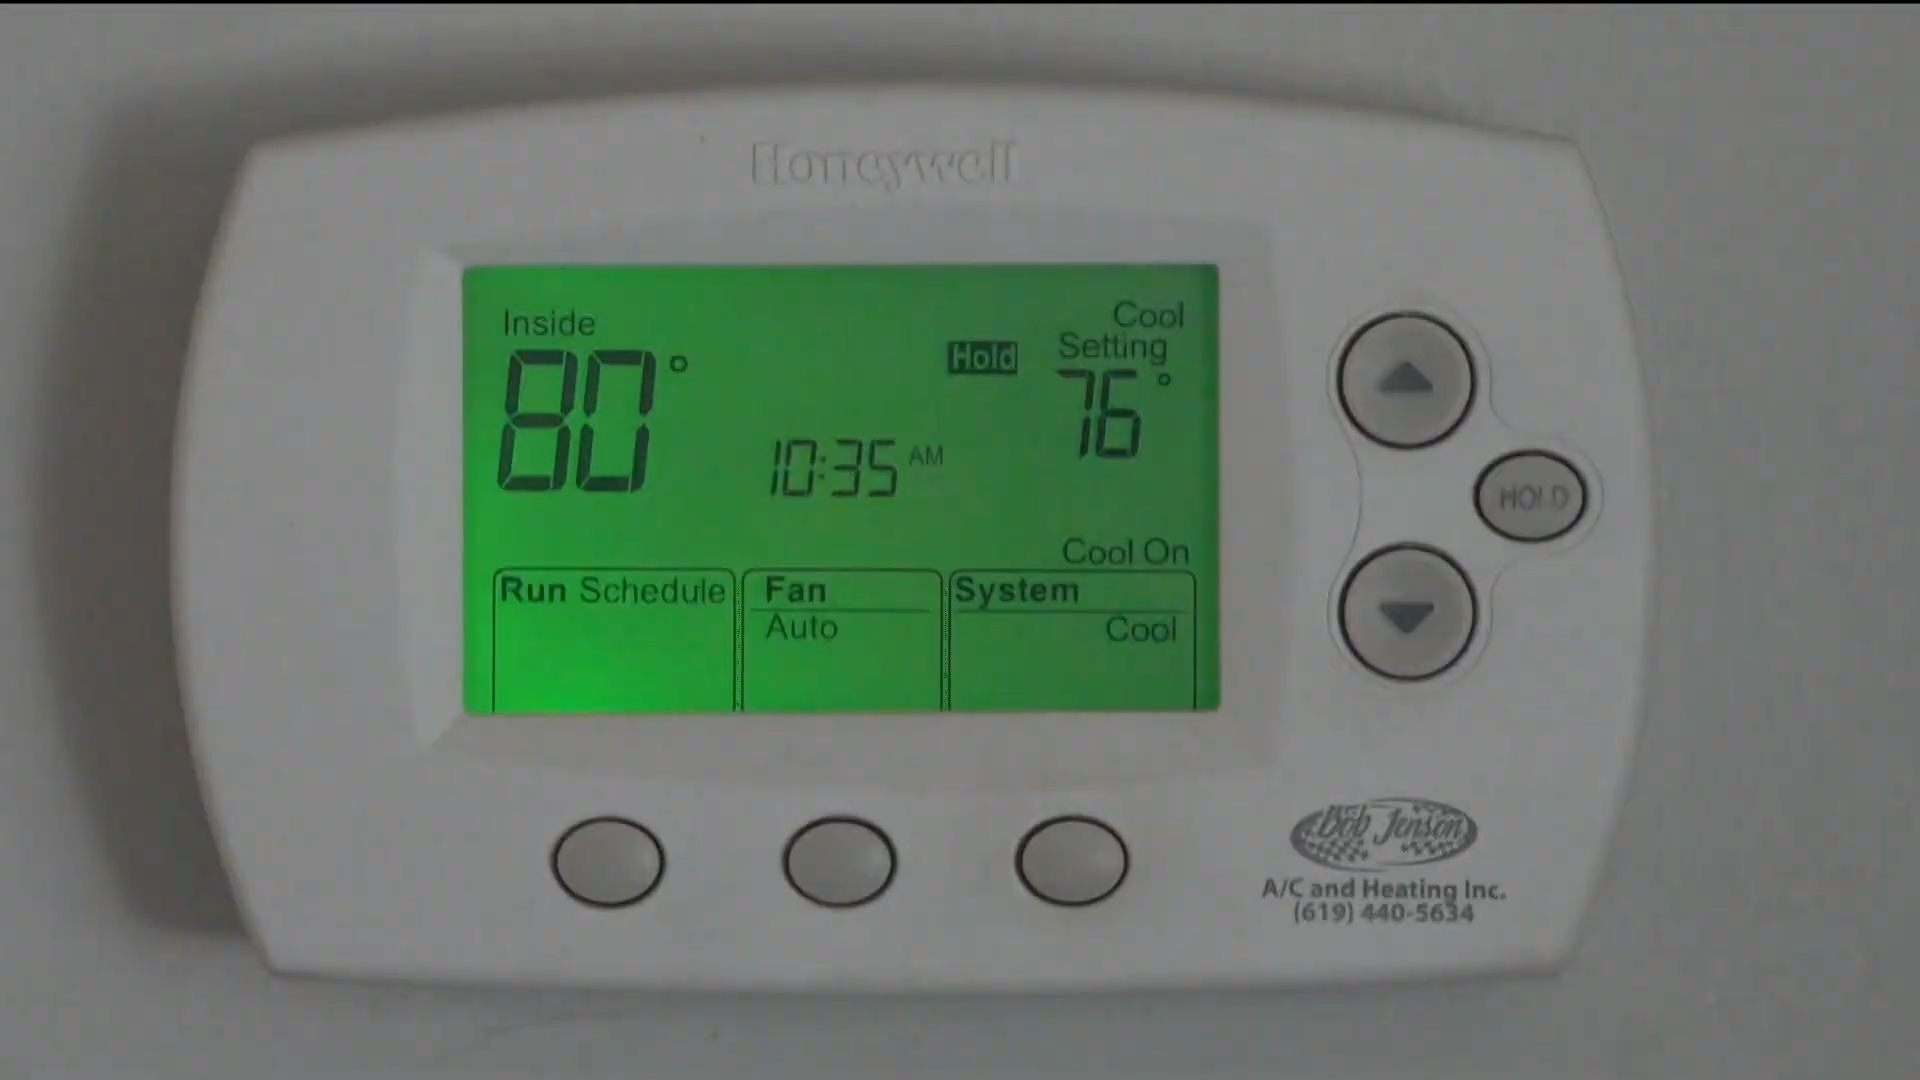 Honeywell
Inside
80°
Hold
Cool
Setting
76°
10:35 AM
Cool On
Run Schedule
Fan
Auto
System
Cool
HOLD
Bob Jenson
A/C and Heating Inc.
(619) 440-5634